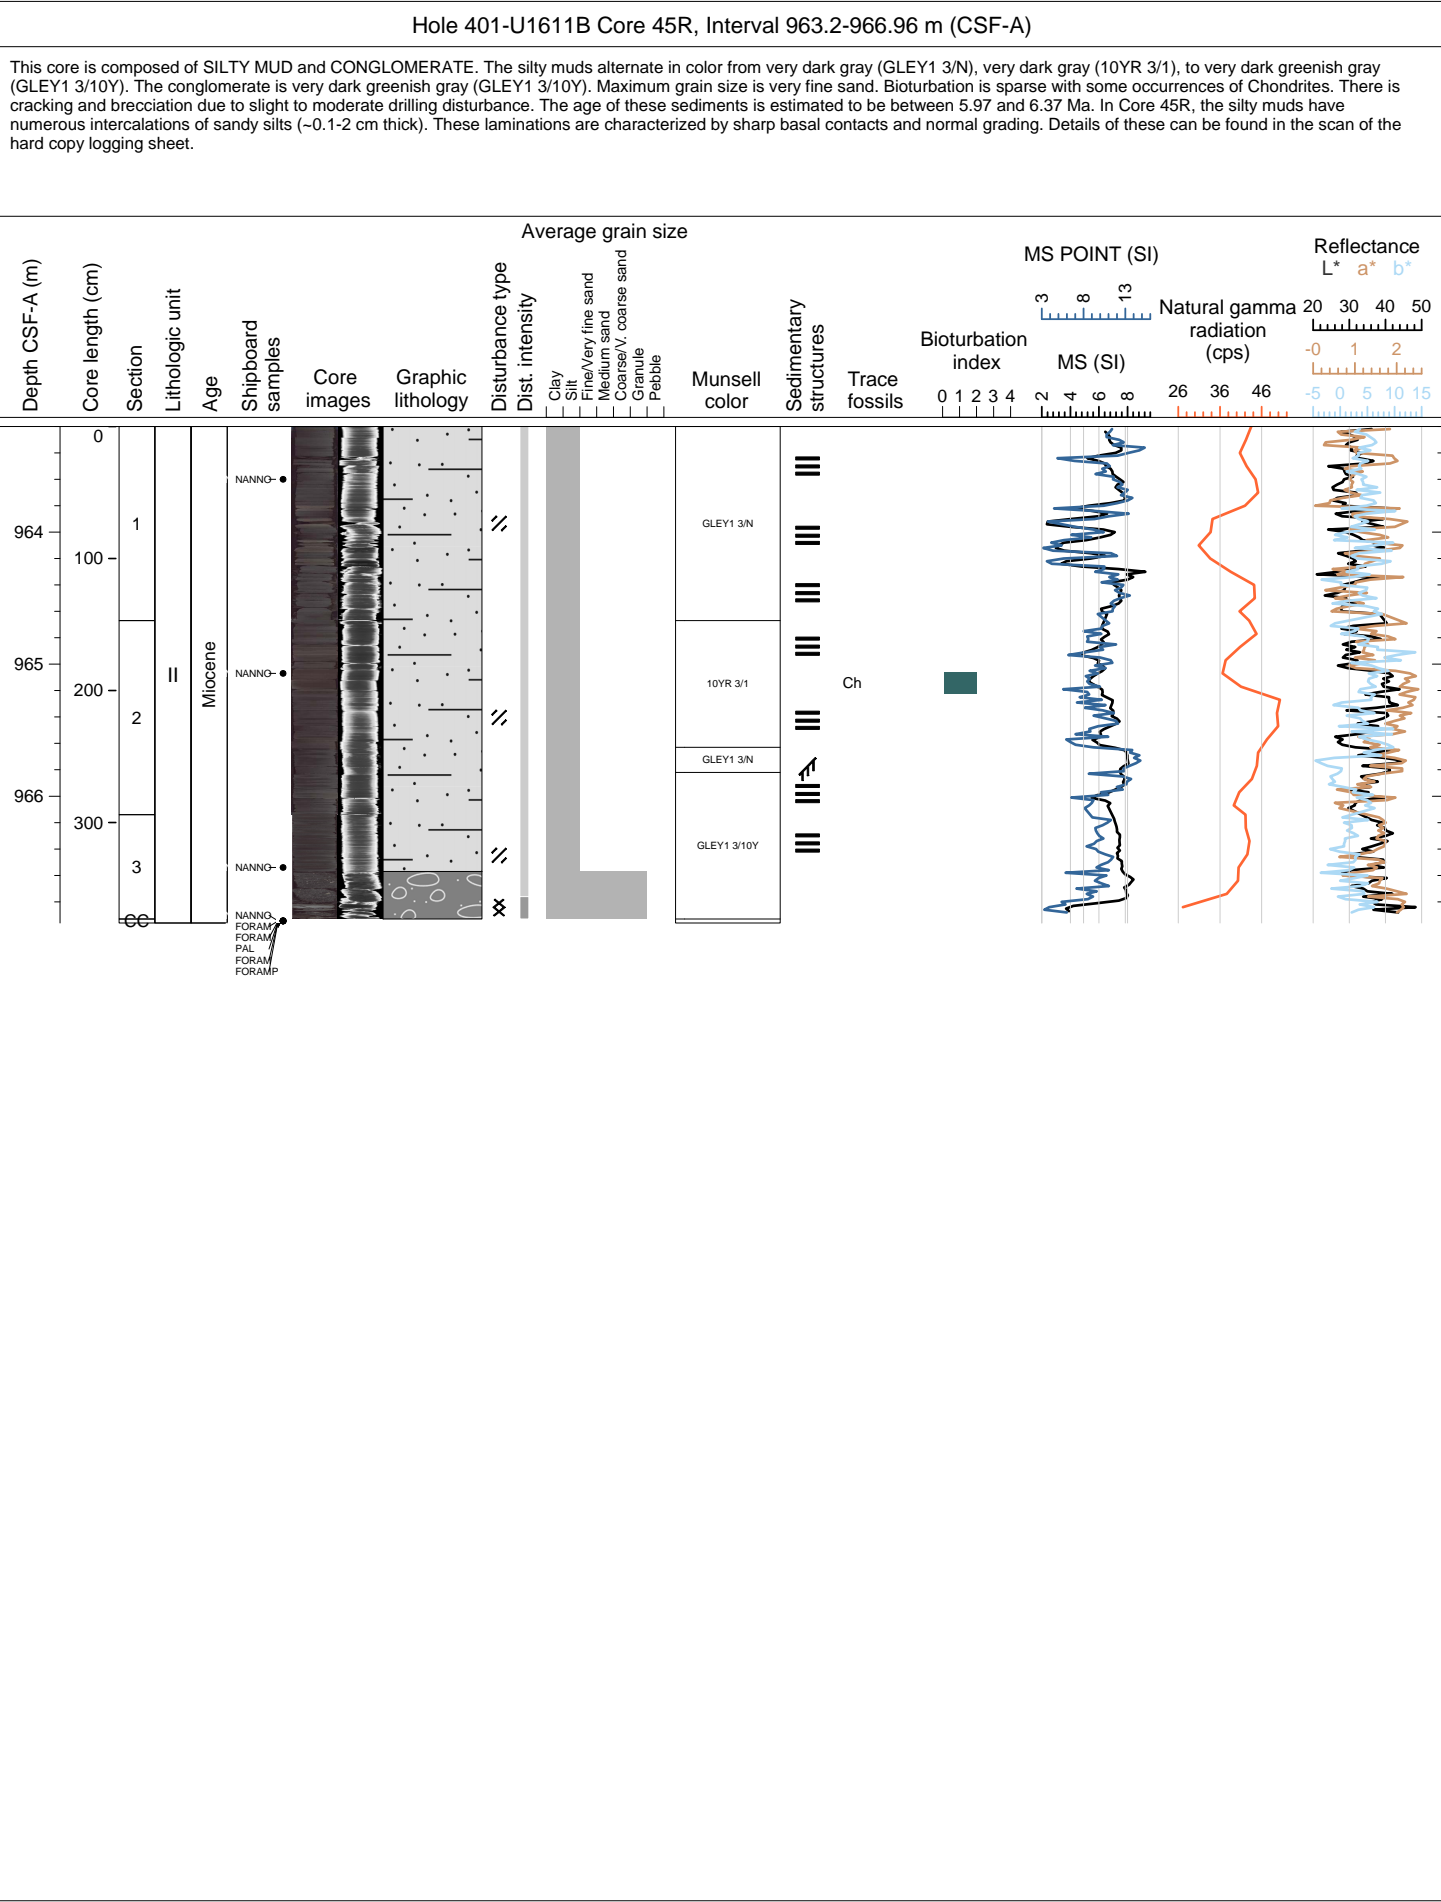 Hole 401-U1611B Core 45R, Interval 963.2-966.96 m (CSF-A)
This core is composed of SILTY MUD and CONGLOMERATE. The silty muds alternate in color from very dark gray (GLEY1 3/N), very dark gray (10YR 3/1), to very dark greenish gray
(GLEY1 3/10Y). The conglomerate is very dark greenish gray (GLEY1 3/10Y). Maximum grain size is very fine sand. Bioturbation is sparse with some occurrences of Chondrites. There is
cracking and brecciation due to slight to moderate drilling disturbance. The age of these sediments is estimated to be between 5.97 and 6.37 Ma. In Core 45R, the silty muds have
numerous intercalations of sandy silts (~0.1-2 cm thick). These laminations are characterized by sharp basal contacts and normal grading. Details of these can be found in the scan of the
hard copy logging sheet.
Depth CSF-A (m)
Core length (cm)
Section
Lithologic unit
Age
Shipboard
samples
Core
images
Graphic
lithology
Disturbance type
Dist. intensity
Average grain size
Clay
Silt
Fine/Very fine sand
Medium sand
Coarse/V. coarse sand
Granule
Pebble
Munsell
color
Sedimentary
structures
Trace
fossils
Bioturbation
index
0 1 2 3 4
MS POINT (SI)
3 8 13
MS (SI)
2 4 6 8
Natural gamma
radiation
(cps)
26 36 46
Reflectance
L* a* b*
20 30 40 50
-0 1 2
-5 0 5 10 15
0
NANNO
964
1
GLEY1 3/N
100
965
II
Miocene
NANNO
200
10YR 3/1
Ch
2
GLEY1 3/N
966
300
GLEY1 3/10Y
3
NANNO
CC
NANNO
FORAM
FORAM
PAL
FORAM
FORAMP